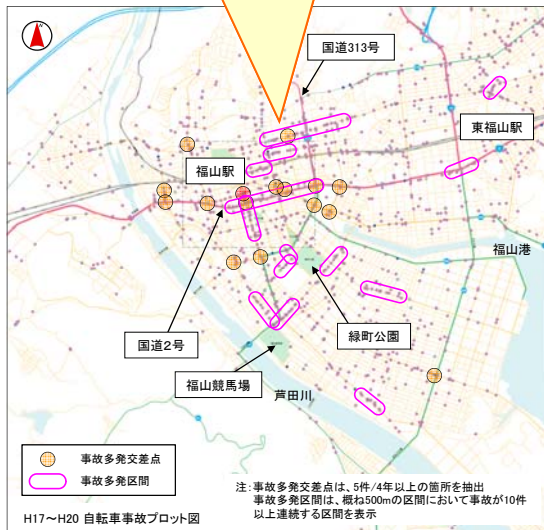 国道313号
東福山駅
福山駅
福山港
緑町公園
国道2号
福山競馬場
芦田川
事故多発交差点
事故多発区間
注：事故多発交差点は、5件/4年以上の箇所を抽出
事故多発区間は、概ね500mの区間において事故が10件
以上連続する区間を表示
H17～H20 自転車事故プロット図